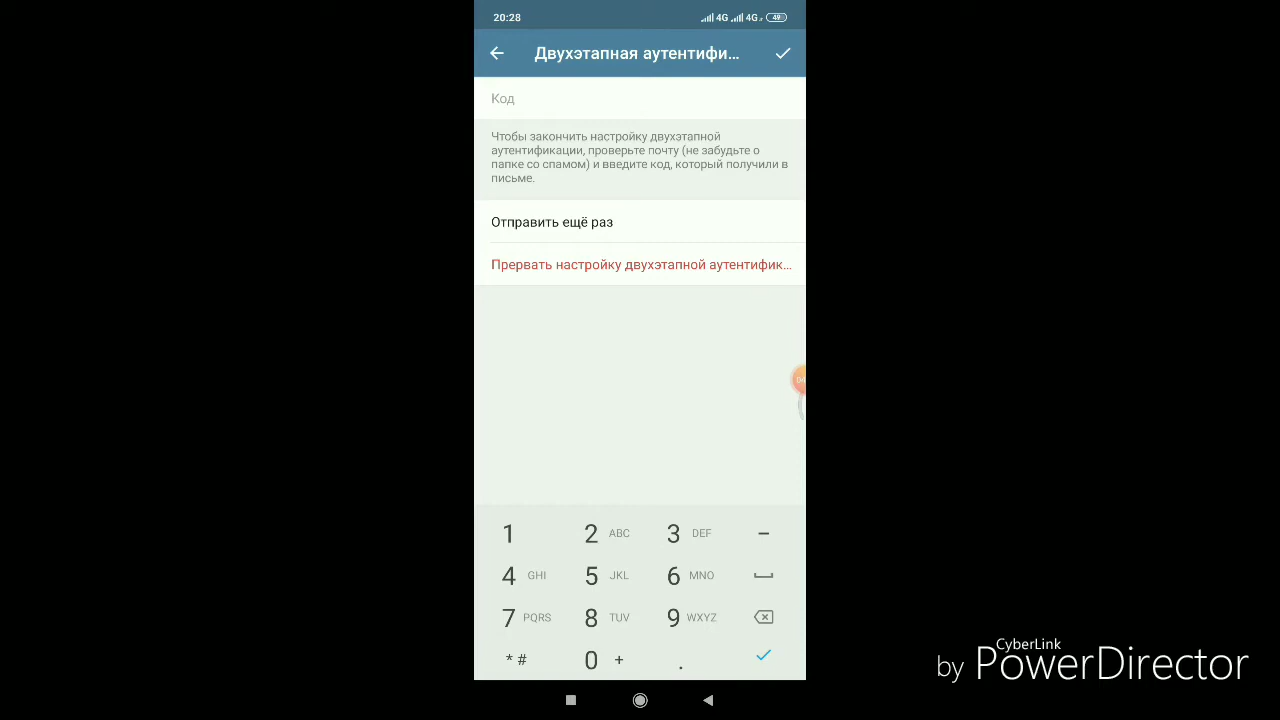 20:28
4G 4G 49
Двухэтапная аутентифи...
Код
Чтобы закончить настройку двухэтапной
аутентификации, проверьте почту (не забудьте о
папке со спамом) и введите код, который получили в
письме.
Отправить ещё раз
Прервать настройку двухэтапной аутентифик...
1 2 ABC 3 DEF –
4 GHI 5 JKL 6 MNO
7 PQRS 8 TUV 9 WXYZ
* # 0 + .
CyberLink
by PowerDirector